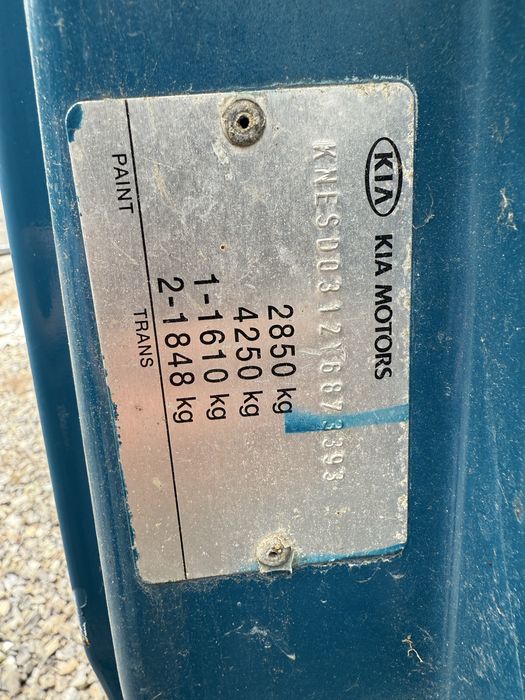 KIA KIA MOTORS
KNESD0312Y6873393
2850 kg
4250 kg
1-1610 kg
2-1848 kg
PAINT TRANS